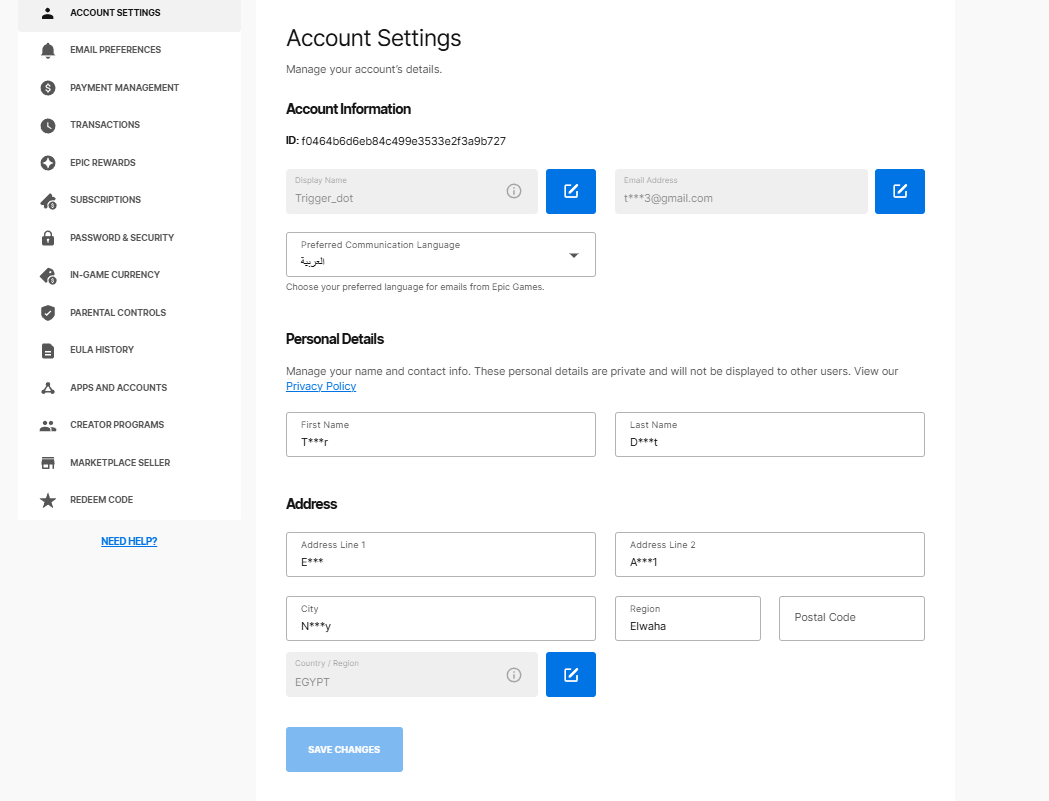 ACCOUNT SETTINGS
EMAIL PREFERENCES
PAYMENT MANAGEMENT
TRANSACTIONS
EPIC REWARDS
SUBSCRIPTIONS
PASSWORD & SECURITY
IN-GAME CURRENCY
PARENTAL CONTROLS
EULA HISTORY
APPS AND ACCOUNTS
CREATOR PROGRAMS
MARKETPLACE SELLER
REDEEM CODE
NEED HELP?
Account Settings
Manage your account's details.
Account Information
ID: f0464b6d6eb84c499e3533e2f3a9b727
Display Name
Trigger_dot
Email Address
t***3@gmail.com
Preferred Communication Language
العربية
Choose your preferred language for emails from Epic Games.
Personal Details
Manage your name and contact info. These personal details are private and will not be displayed to other users. View our
Privacy Policy
First Name
T***r
Last Name
D***t
Address
Address Line 1
E***
Address Line 2
A***1
City
N***y
Region
Elwaha
Postal Code
Country / Region
EGYPT
SAVE CHANGES